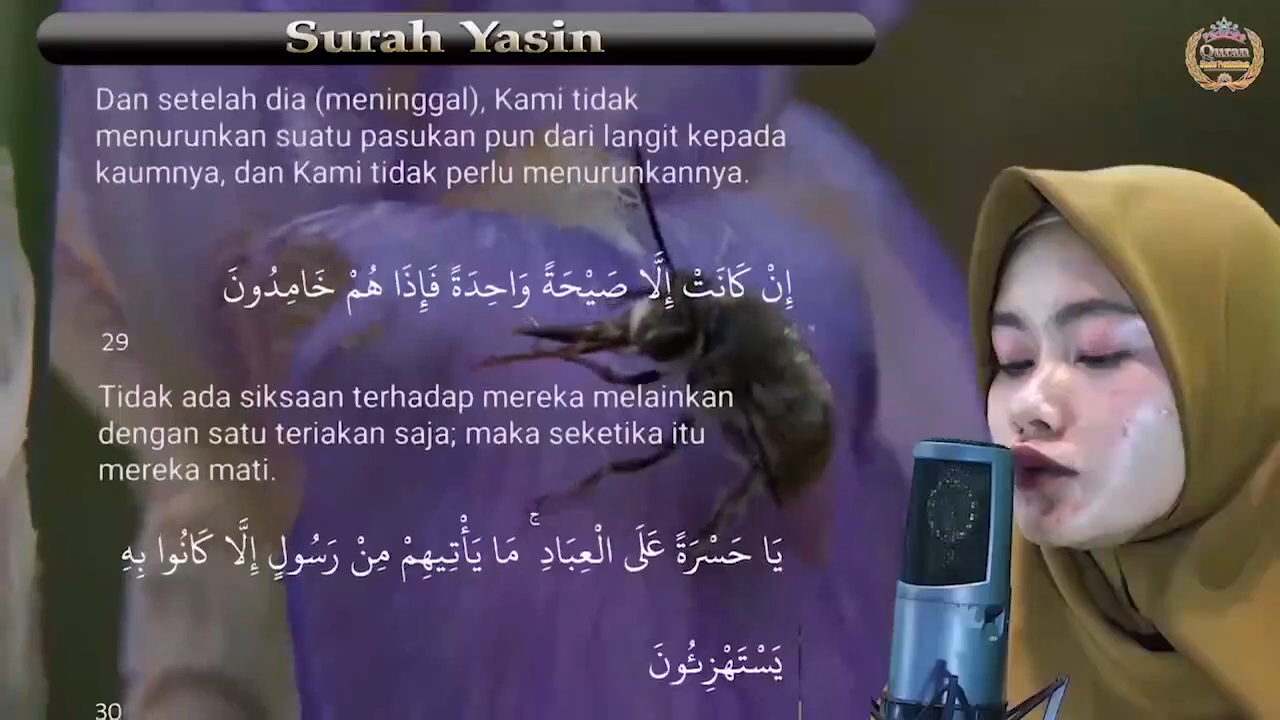 Surah Yasin
Quran
Dan setelah dia (meninggal), Kami tidak
menurunkan suatu pasukan pun dari langit kepada
kaumnya, dan Kami tidak perlu menurunkannya.
إِنْ كَانَتْ إِلَّا صَيْحَةً وَاحِدَةً فَإِذَا هُمْ خَامِدُونَ
29
Tidak ada siksaan terhadap mereka melainkan
dengan satu teriakan saja; maka seketika itu
mereka mati.
يَا حَسْرَةً عَلَى الْعِبَادِ ۚ مَا يَأْتِيهِمْ مِنْ رَسُولٍ إِلَّا كَانُوا بِهِ
يَسْتَهْزِئُونَ
30